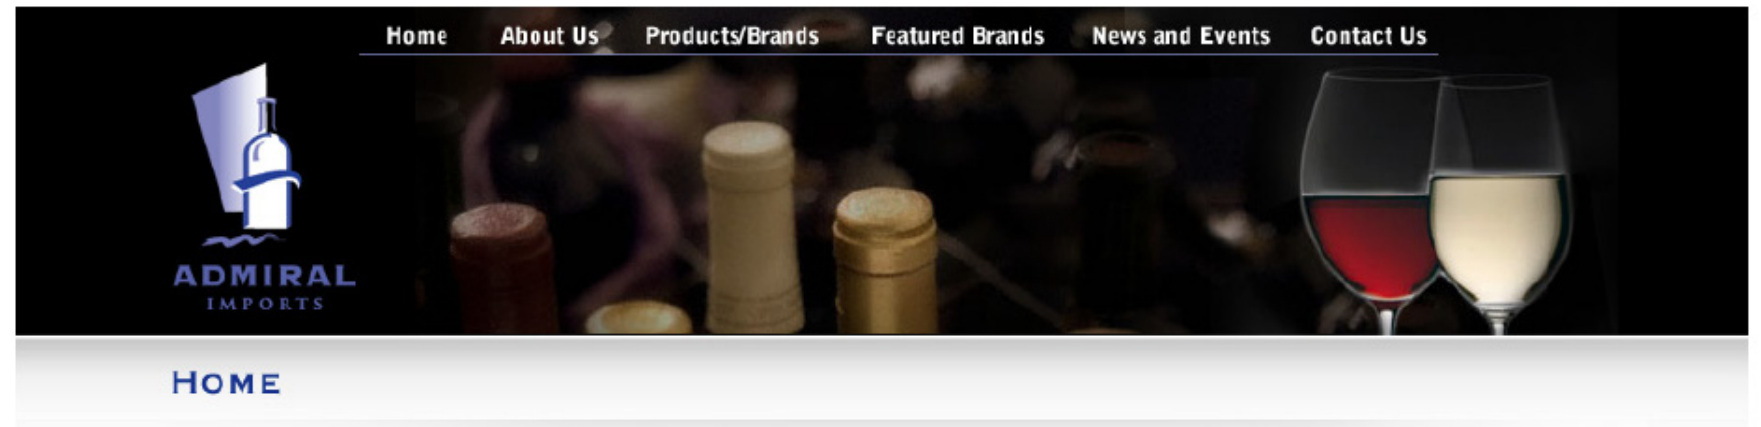 Home About Us Products/Brands Featured Brands News and Events Contact Us
ADMIRAL
IMPORTS
HOME